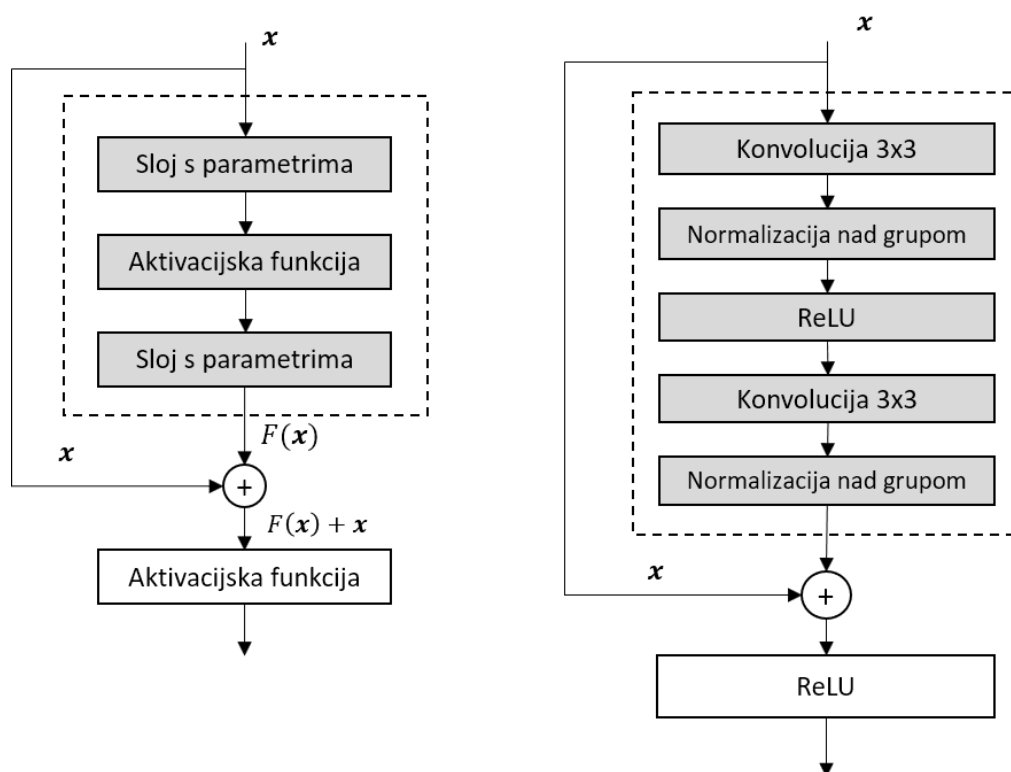 x
Sloj s parametrima
Aktivacijska funkcija
Sloj s parametrima
F(x)
x
+
F(x) + x
Aktivacijska funkcija
x
Konvolucija 3x3
Normalizacija nad grupom
ReLU
Konvolucija 3x3
Normalizacija nad grupom
x
+
ReLU